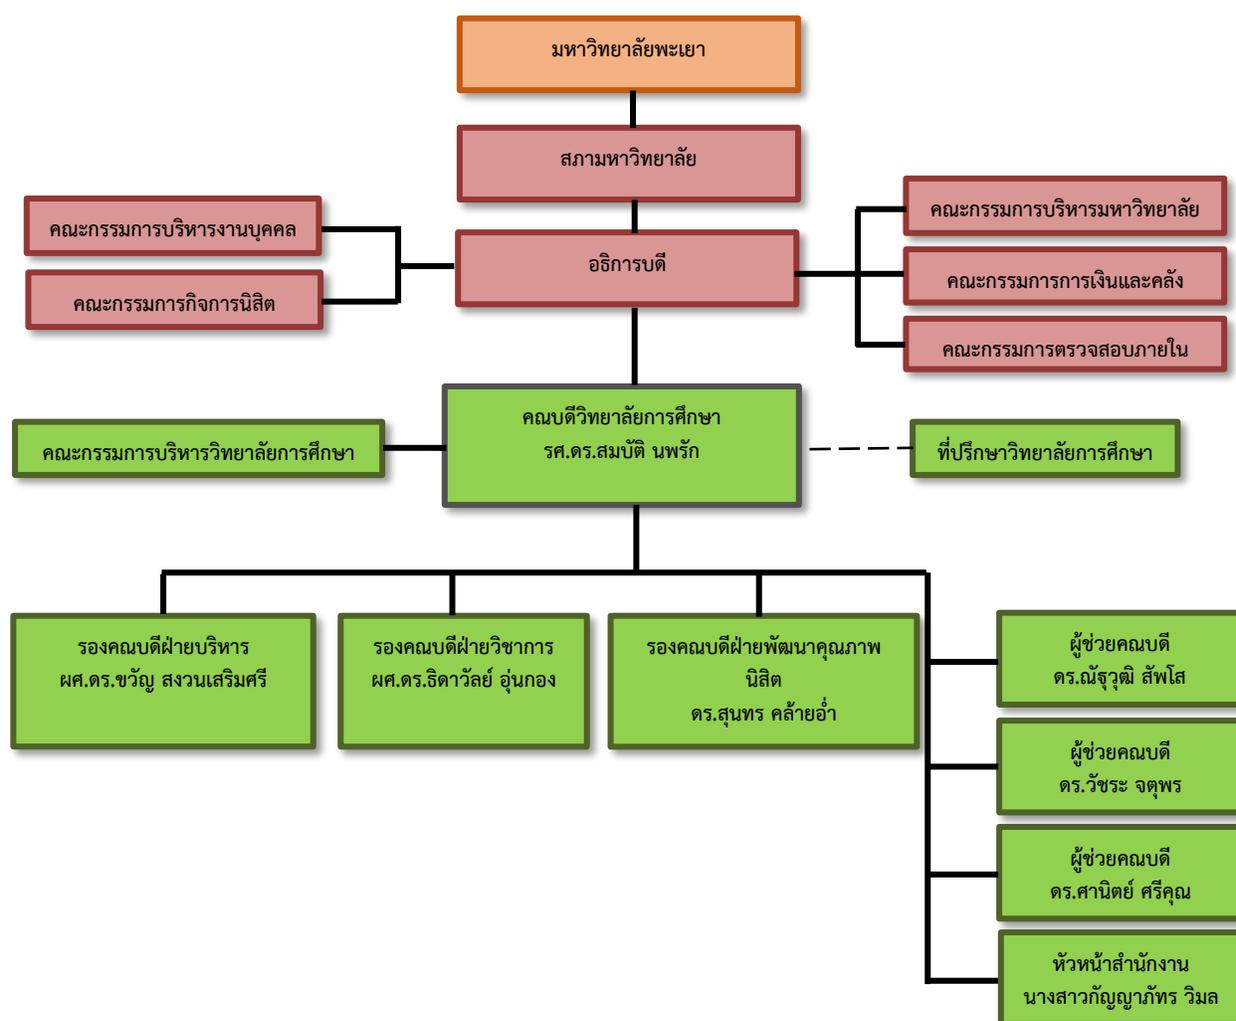 มหาวิทยาลัยพะเยา
สภามหาวิทยาลัย
คณะกรรมการบริหารงานบุคคล
คณะกรรมการกิจการนิสิต
อธิการบดี
คณะกรรมการบริหารมหาวิทยาลัย
คณะกรรมการการเงินและคลัง
คณะกรรมการตรวจสอบภายใน
คณะกรรมการบริหารวิทยาลัยการศึกษา
คณบดีวิทยาลัยการศึกษา
รศ.ดร.สมบัติ นพรัก
ที่ปรึกษาวิทยาลัยการศึกษา
รองคณบดีฝ่ายบริหาร
ผศ.ดร.ขวัญ สงวนเสริมศรี
รองคณบดีฝ่ายวิชาการ
ผศ.ดร.ธิดาวัลย์ อุ่นกอง
รองคณบดีฝ่ายพัฒนาคุณภาพ
นิสิต
ดร.สุนทร คล้ายอ่ำ
ผู้ช่วยคณบดี
ดร.ณัฐวุฒิ สัพโส
ผู้ช่วยคณบดี
ดร.วัชระ จตุพร
ผู้ช่วยคณบดี
ดร.ศานิตย์ ศรีคุณ
หัวหน้าสำนักงาน
นางสาวกัญญาภัทร วิมล